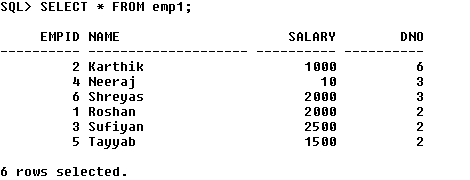 SQL> SELECT * FROM emp1;
EMPID NAME SALARY DNO
---------- -------------------- ---------- ----------
2 Karthik 1000 6
4 Neeraj 10 3
6 Shreyas 2000 3
1 Roshan 2000 2
3 Sufiyan 2500 2
5 Tayyab 1500 2
6 rows selected.